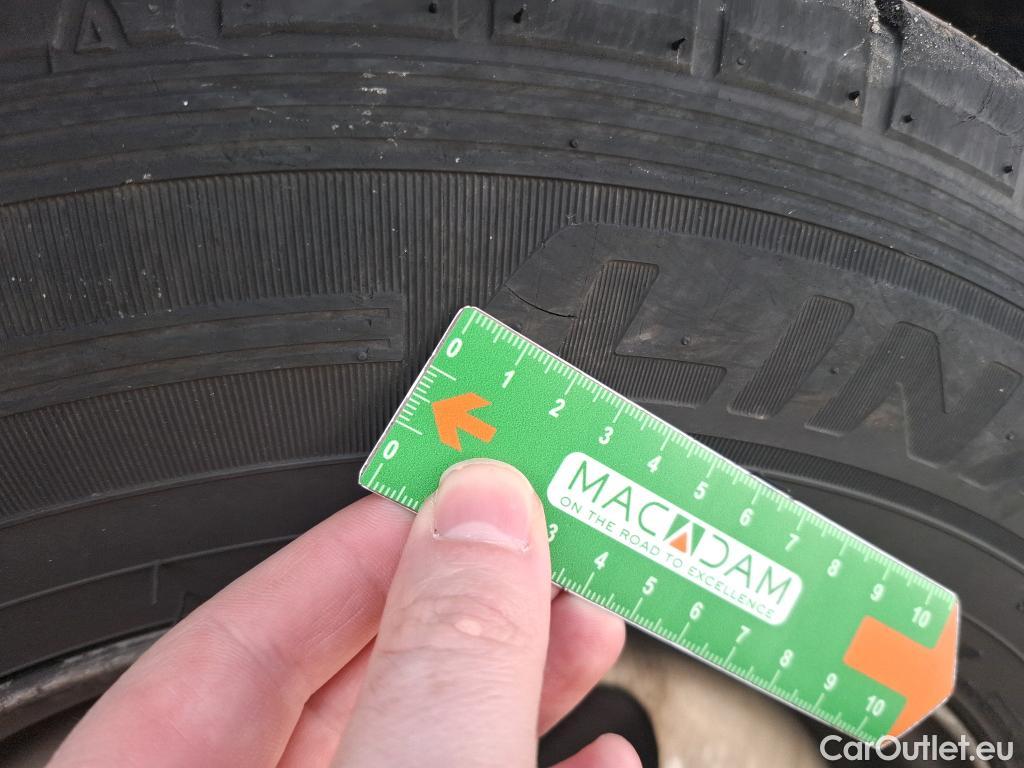 LIN
0 1 2 3 4 5 6 7 8 9 10
0 3 4 5 6 7 8 9 10
MACADAM
ON THE ROAD TO EXCELLENCE
CarOutlet.eu